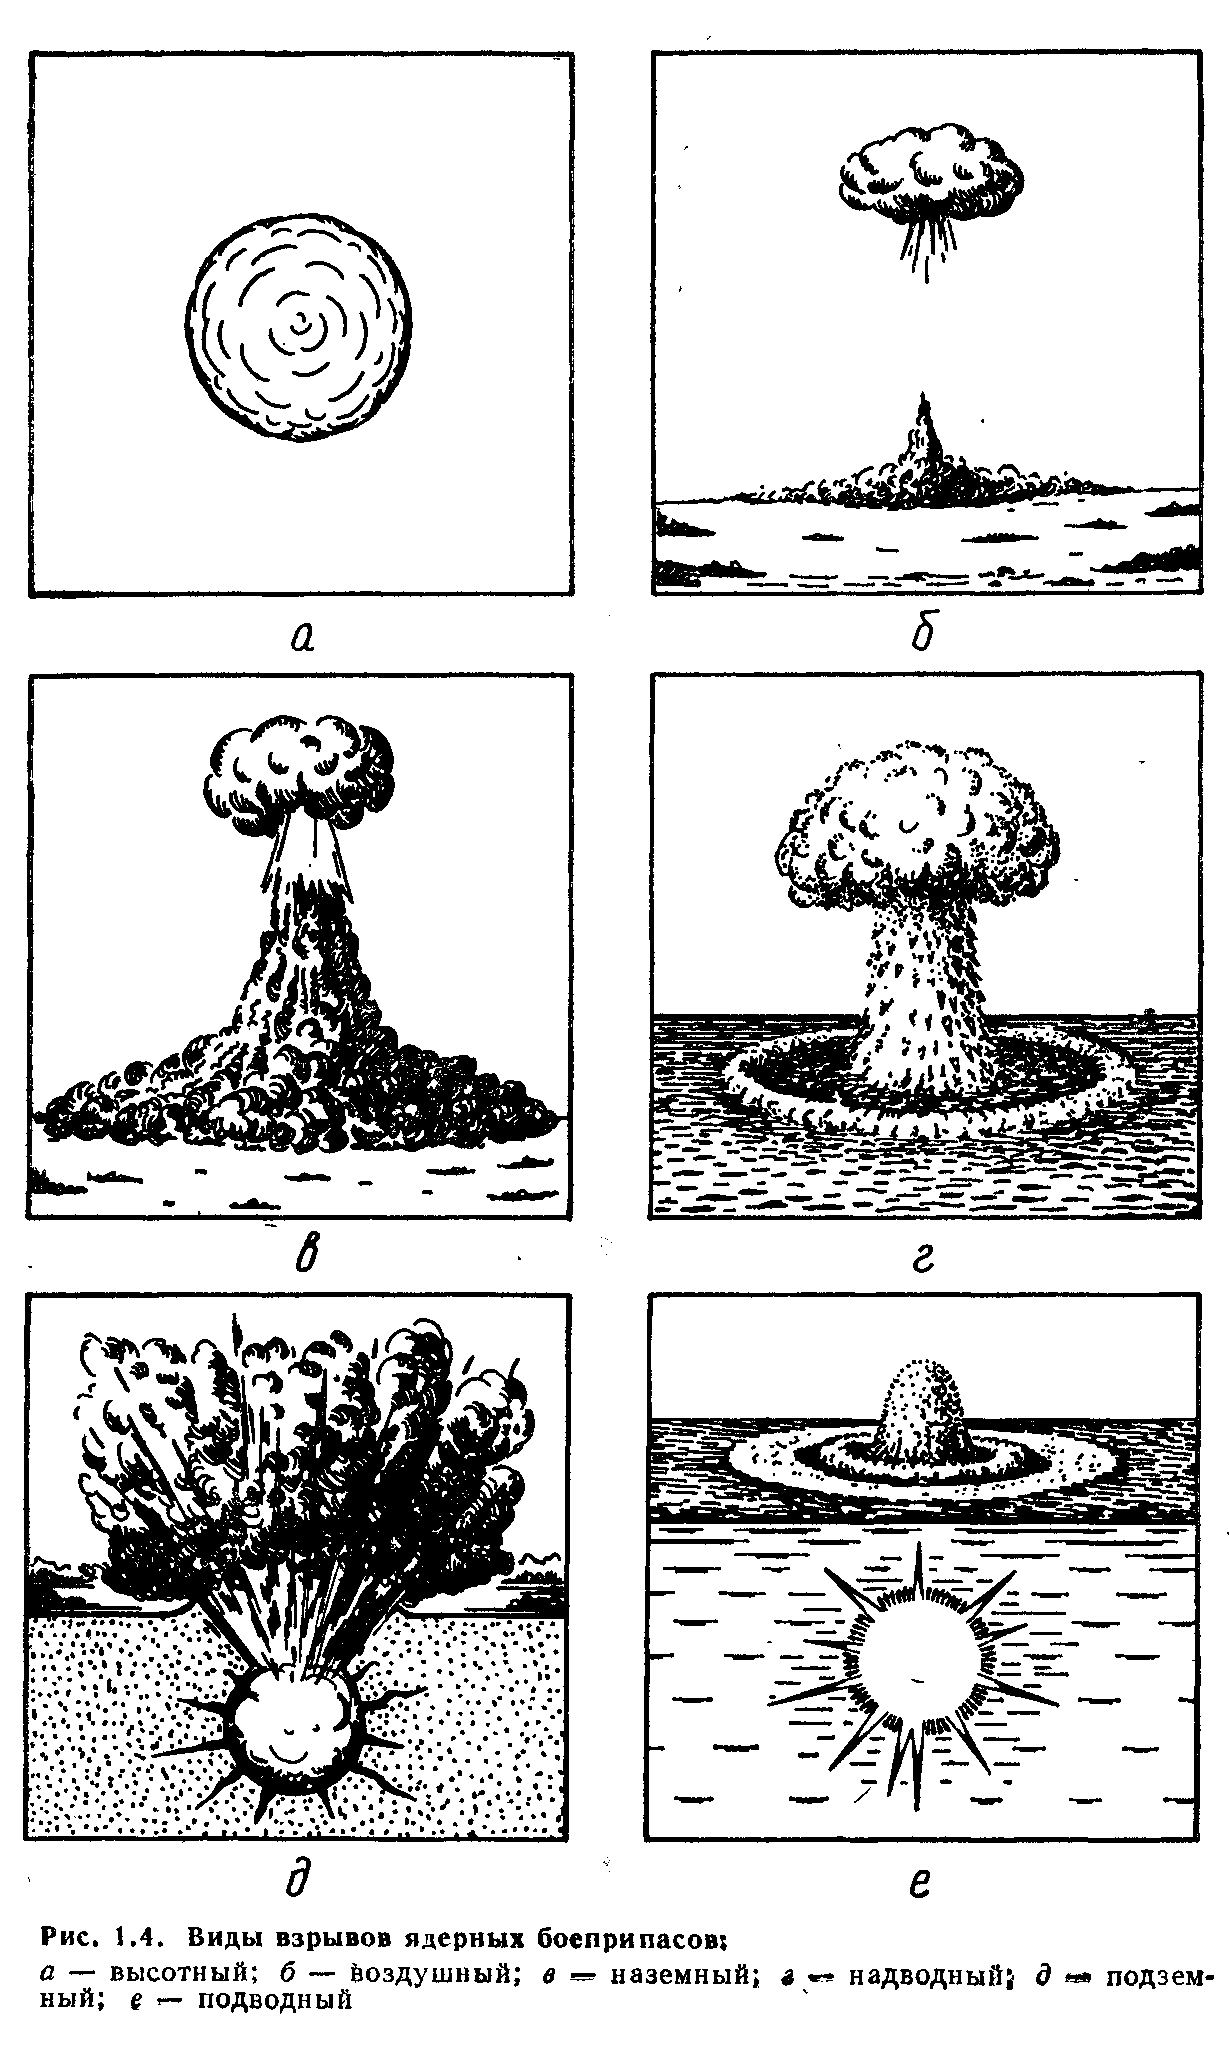 а
б
в
г
д
е
Рис. 1.4. Виды взрывов ядерных боеприпасов:
а — высотный; б — воздушный; в — наземный; г — надводный; д — подзем-
ный; е — подводный